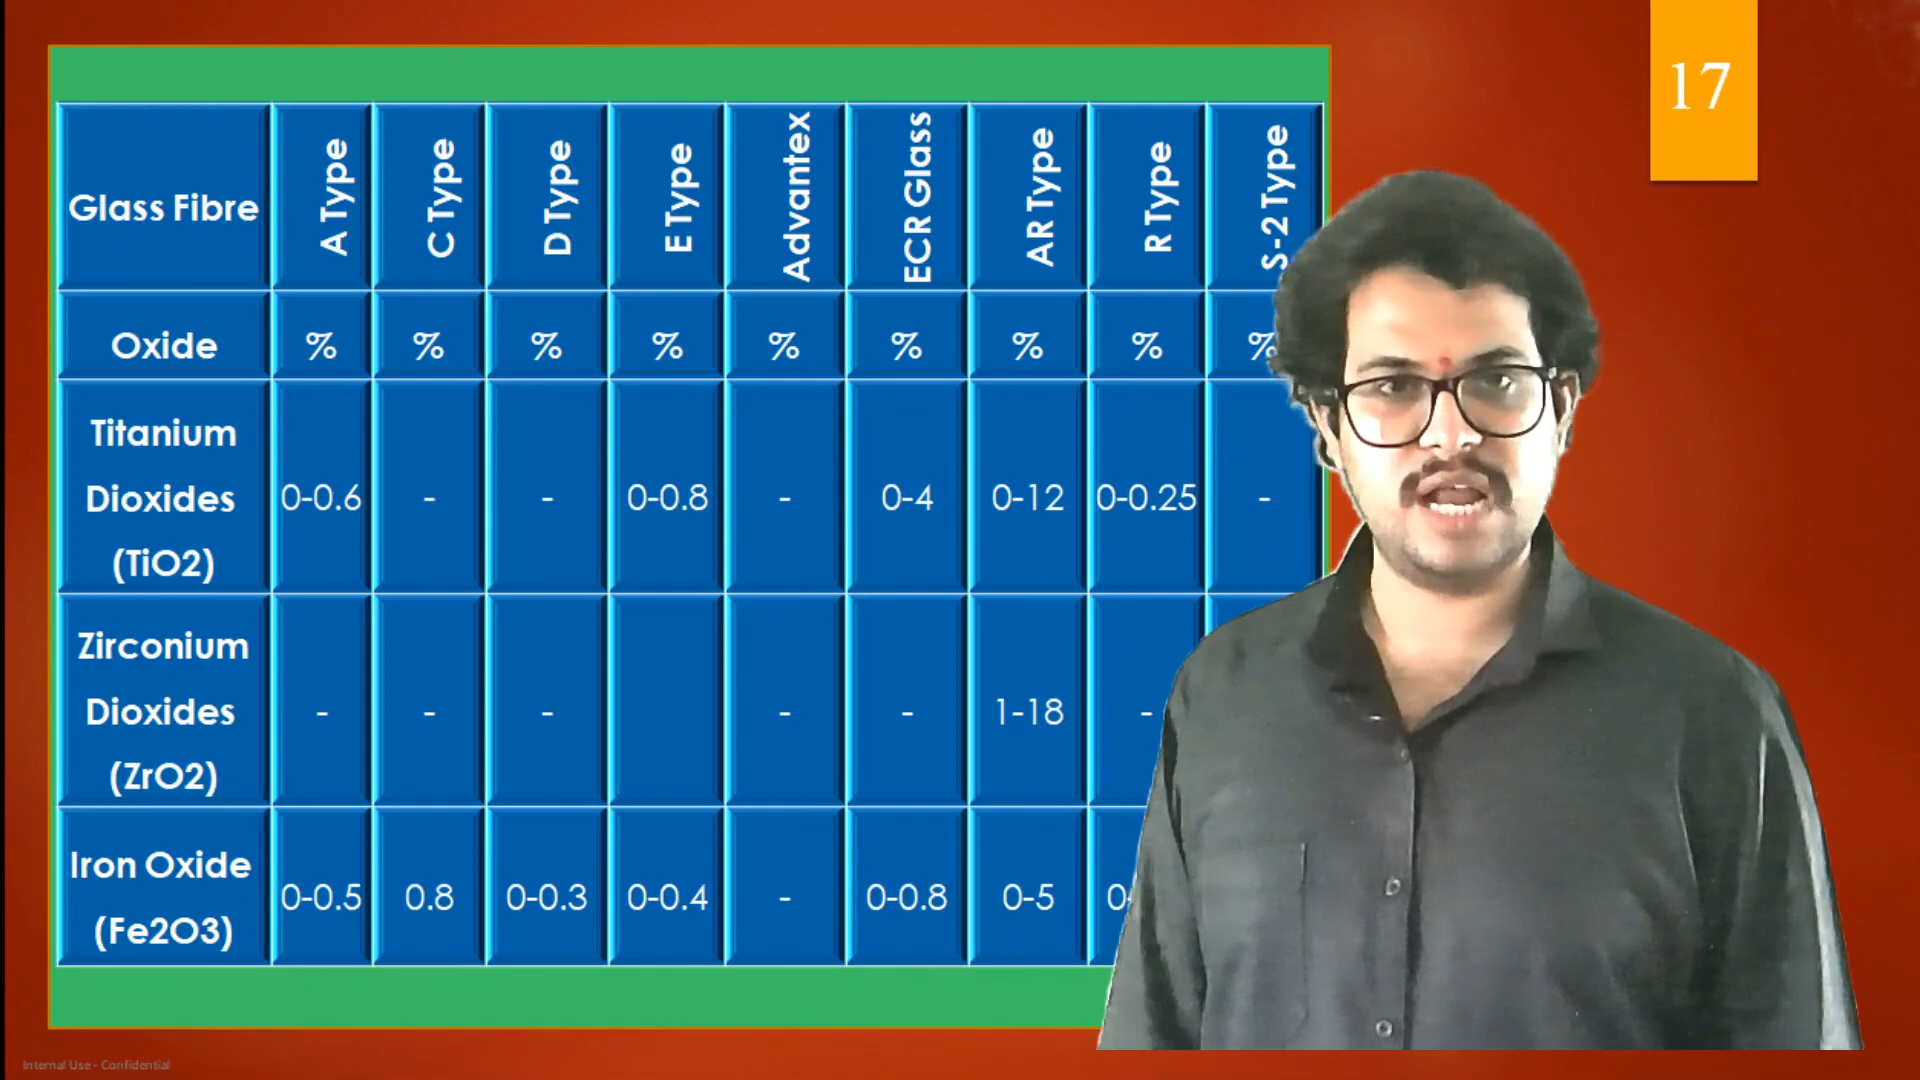 17
Glass Fibre A Type C Type D Type E Type Advantex ECR Glass AR Type R Type S-2 Type
Oxide % % % % % % % % %
Titanium
Dioxides 0-0.6 - - 0-0.8 - 0-4 0-12 0-0.25 -
(TiO2)
Zirconium
Dioxides - - - - - 1-18 -
(ZrO2)
Iron Oxide
(Fe2O3) 0-0.5 0.8 0-0.3 0-0.4 - 0-0.8 0-5
Internal Use - Confidential